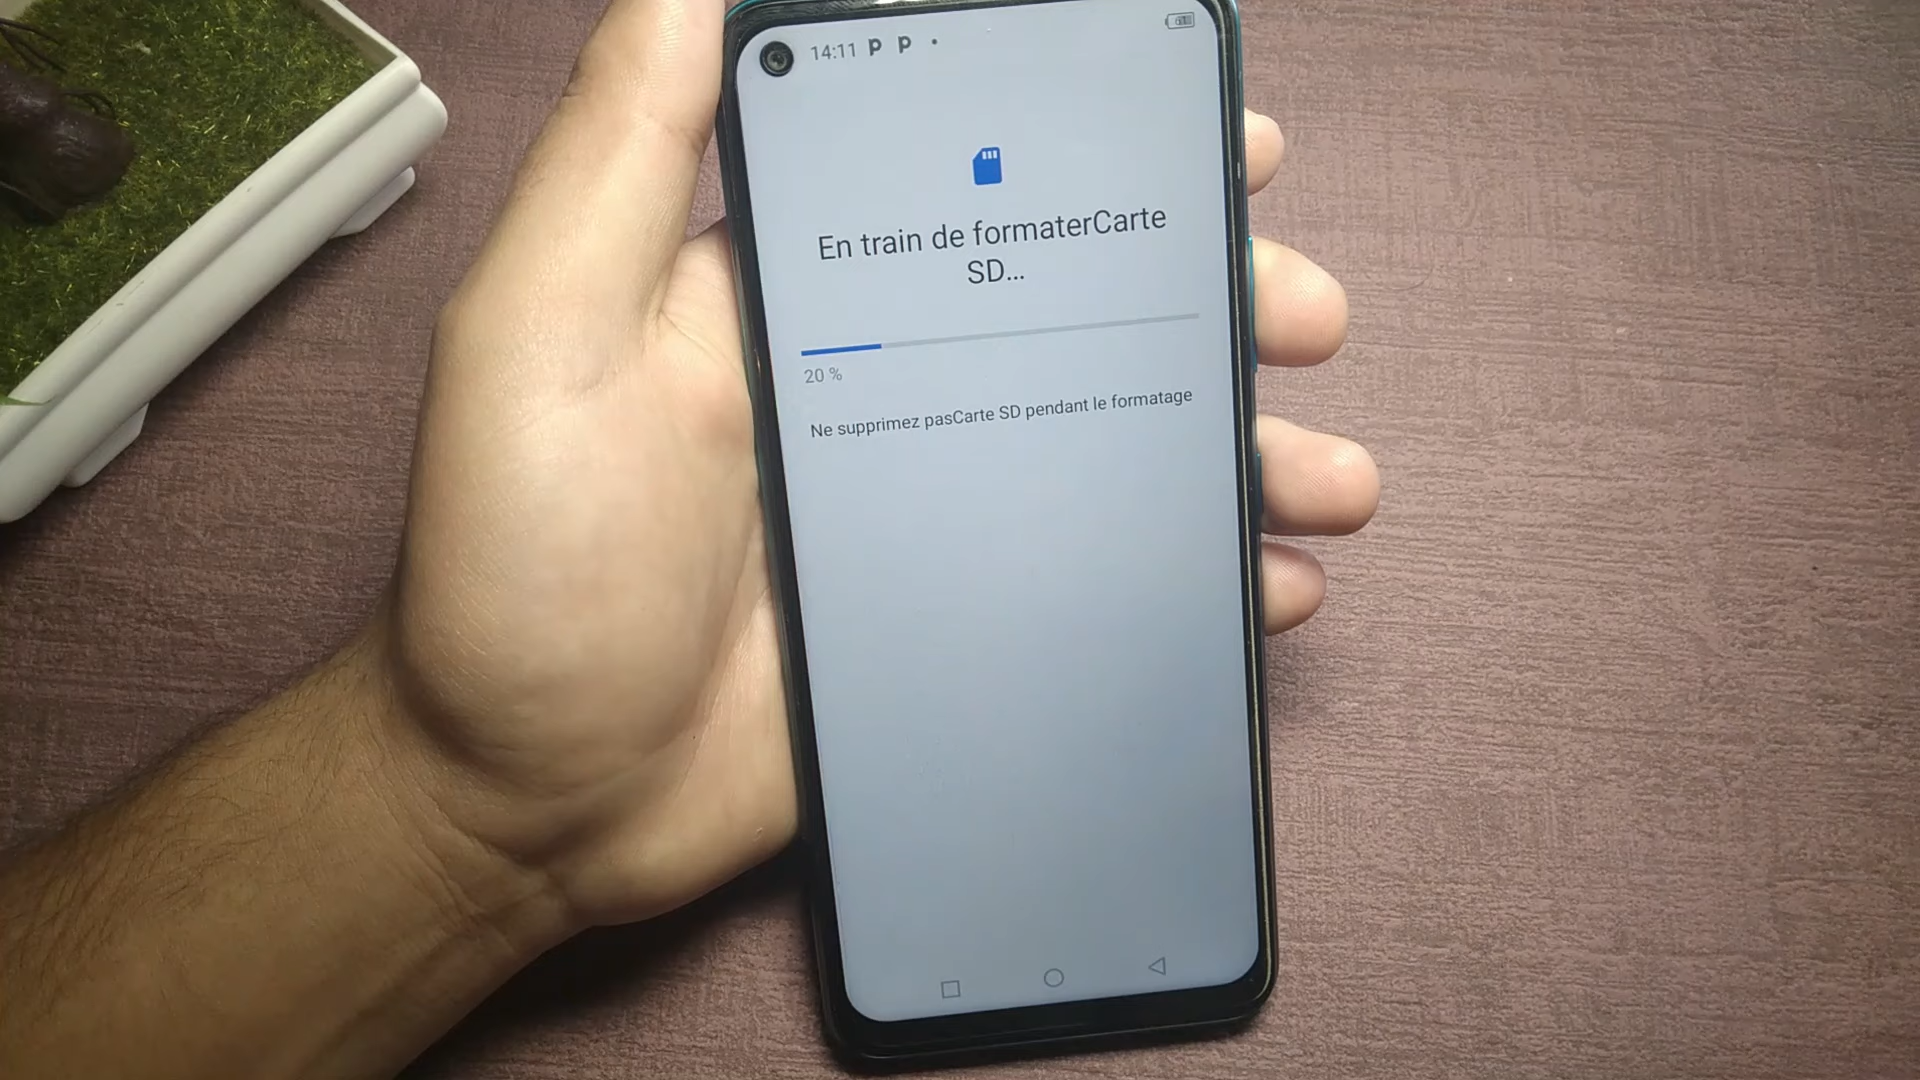 14:11 P P
En train de formaterCarte
SD...
20 %
Ne supprimez pasCarte SD pendant le formatage